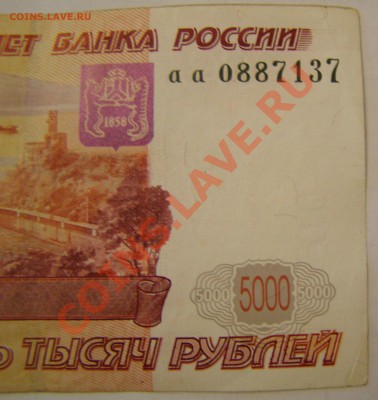 COINS.LAVE.RU
ЕТ БАНКА РОССИИ
аа 0887137
1858
COINS.LAVE.RU
5000 5000 5000
Ь ТЫСЯЧ РУБЛЕЙ